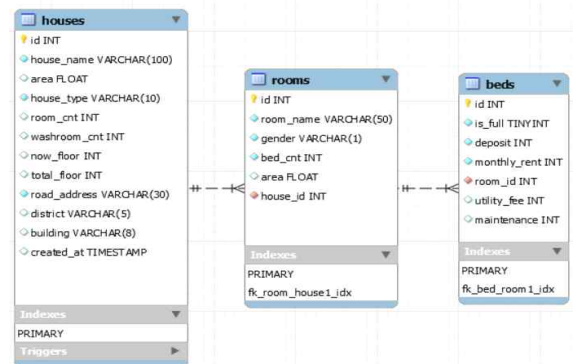 houses
id INT
house_name VARCHAR(100)
area FLOAT
house_type VARCHAR(10)
room_cnt INT
washroom_cnt INT
now_floor INT
total_floor INT
road_address VARCHAR(30)
district VARCHAR(5)
building VARCHAR(8)
created_at TIMESTAMP
Indexes
PRIMARY
Triggers
rooms
id INT
room_name VARCHAR(50)
gender VARCHAR(1)
bed_cnt INT
area FLOAT
house_id INT
Indexes
PRIMARY
fk_room_house1_idx
beds
id INT
is_full TINYINT
deposit INT
monthly_rent INT
room_id INT
utility_fee INT
maintenance INT
Indexes
PRIMARY
fk_bed_room1_idx